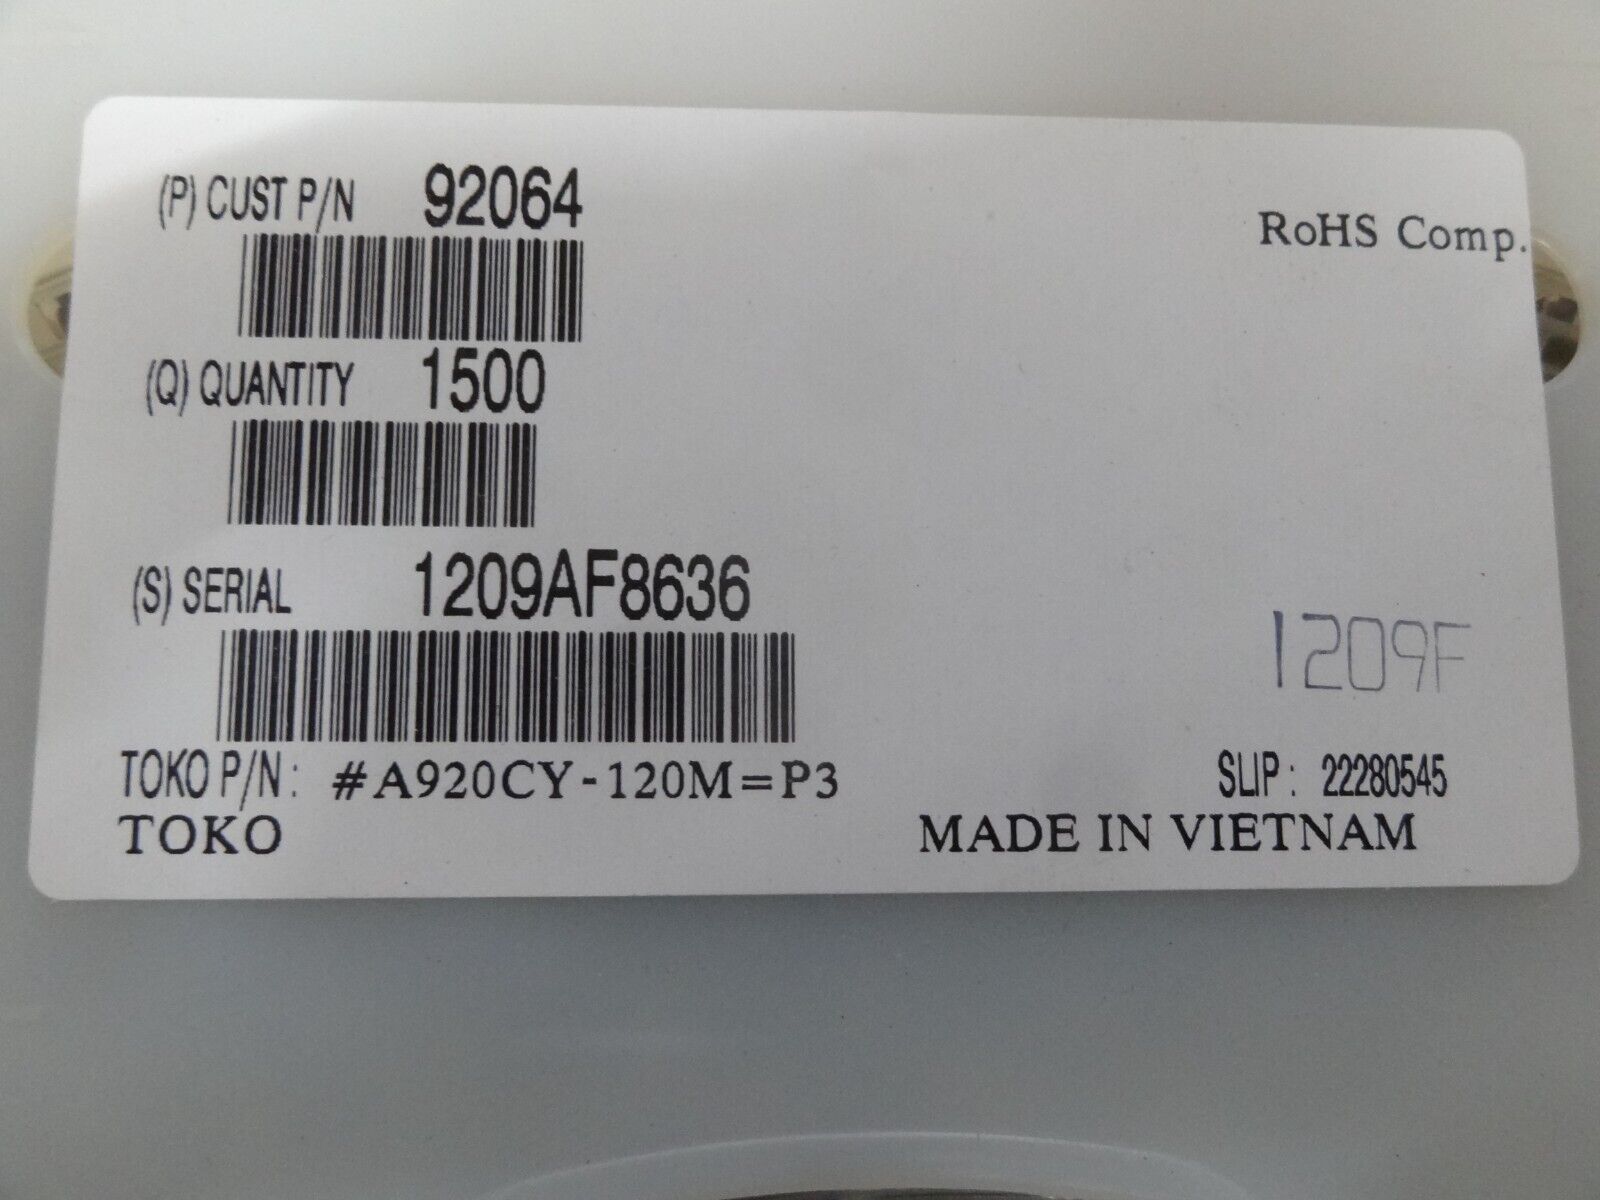 (P) CUST P/N 92064
RoHS Comp.
(Q) QUANTITY 1500
(S) SERIAL 1209AF8636
1209F
TOKO P/N: #A920CY-120M=P3
SLIP: 22280545
TOKO
MADE IN VIETNAM